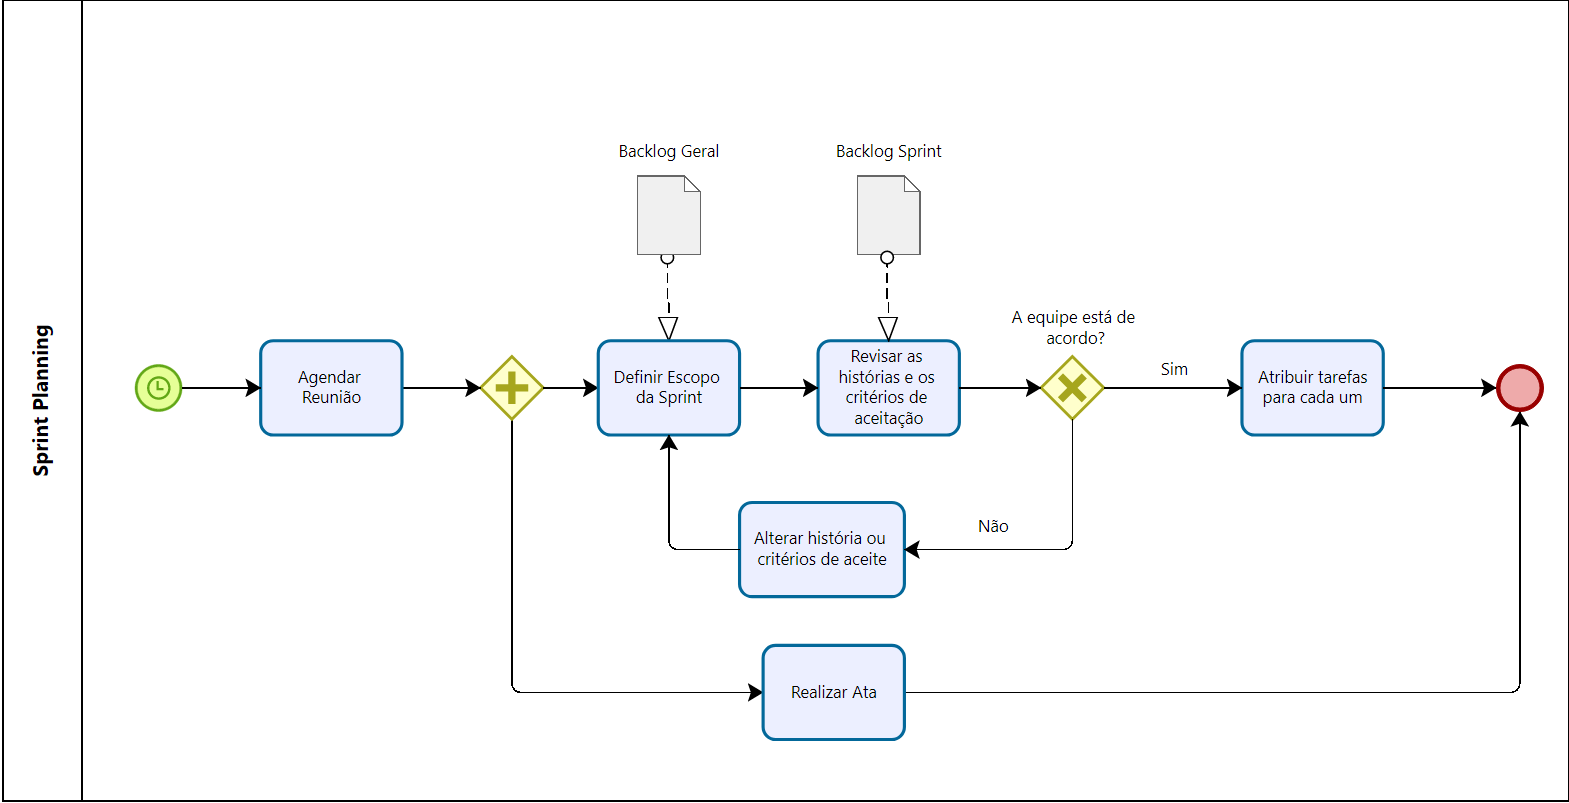 Sprint Planning
Backlog Geral
Backlog Sprint
A equipe está de
acordo?
Agendar
Reunião
Definir Escopo
da Sprint
Revisar as
histórias e os
critérios de
aceitação
Sim
Atribuir tarefas
para cada um
Não
Alterar história ou
critérios de aceite
Realizar Ata